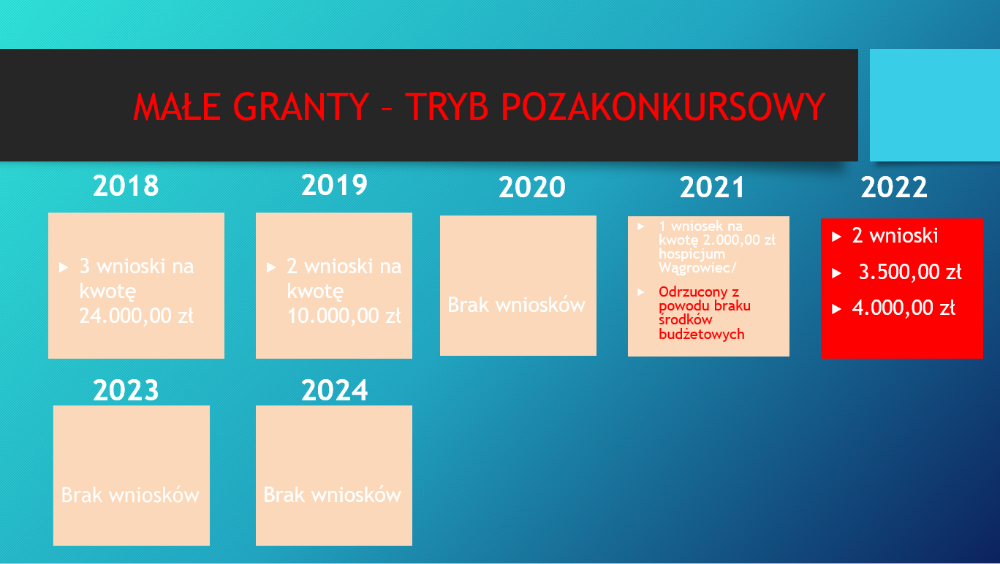 MAŁE GRANTY – TRYB POZAKONKURSOWY
2018
3 wnioski na
kwotę
24.000,00 zł
2019
2 wnioski na
kwotę
10.000,00 zł
2020
Brak wniosków
2021
1 wniosek na
kwotę 2.000,00 zł
hospicjum
Wągrowiec/
Odrzucony z
powodu braku
środków
budżetowych
2022
2 wnioski
3.500,00 zł
4.000,00 zł
2023
Brak wniosków
2024
Brak wniosków